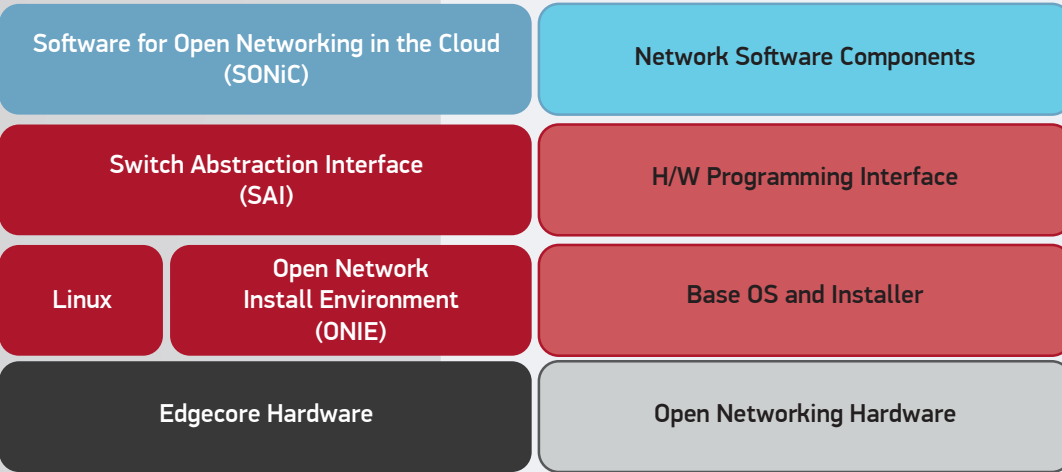 Software for Open Networking in the Cloud
(SONiC)
Network Software Components
Switch Abstraction Interface
(SAI)
H/W Programming Interface
Linux
Open Network
Install Environment
(ONIE)
Base OS and Installer
Edgecore Hardware
Open Networking Hardware